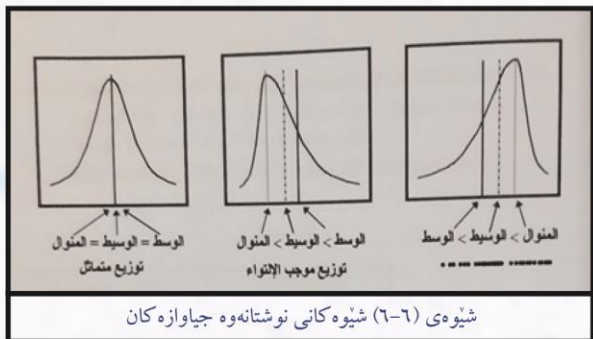 المنوال > الوسيط > الوسط
الوسط > الوسيط > المنوال
الوسط = الوسيط = المنوال
توزيع موجب الإلتواء
توزيع متماثل
شێوەی (٦-٦) شێوەکانی نوشتانەوە جیاوازەکان